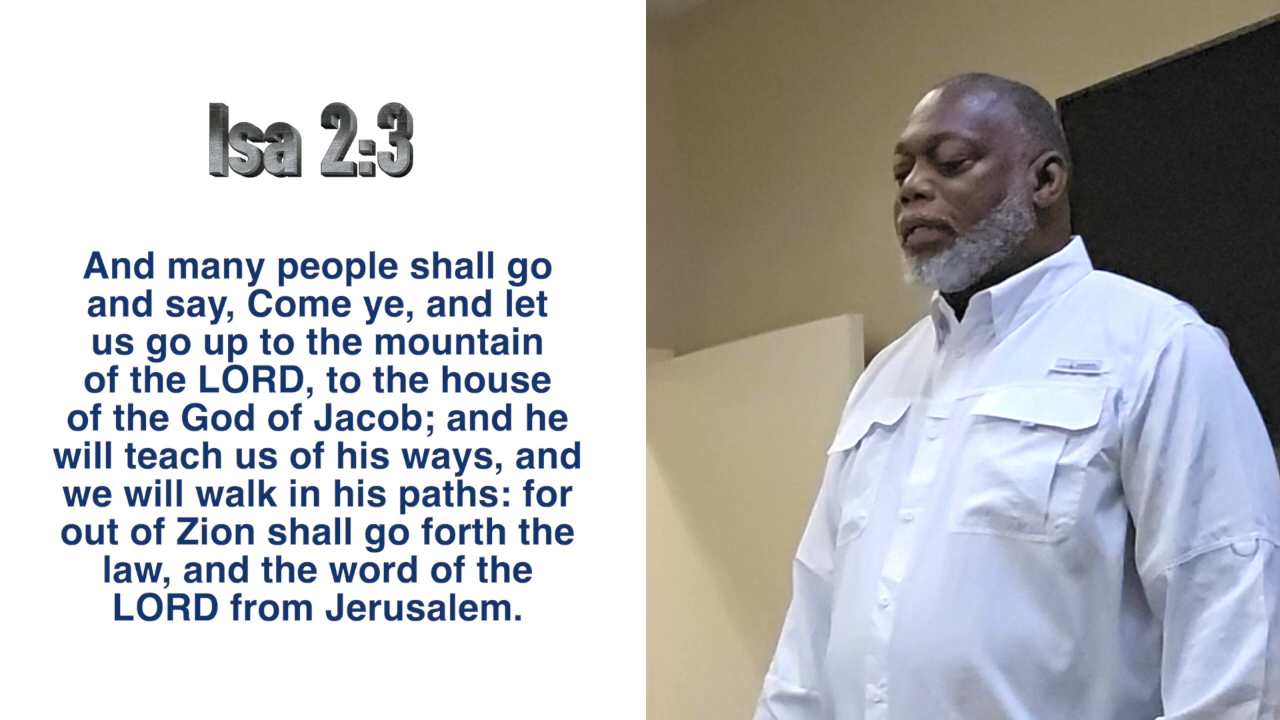 Isa 2:3
And many people shall go
and say, Come ye, and let
us go up to the mountain
of the LORD, to the house
of the God of Jacob; and he
will teach us of his ways, and
we will walk in his paths: for
out of Zion shall go forth the
law, and the word of the
LORD from Jerusalem.